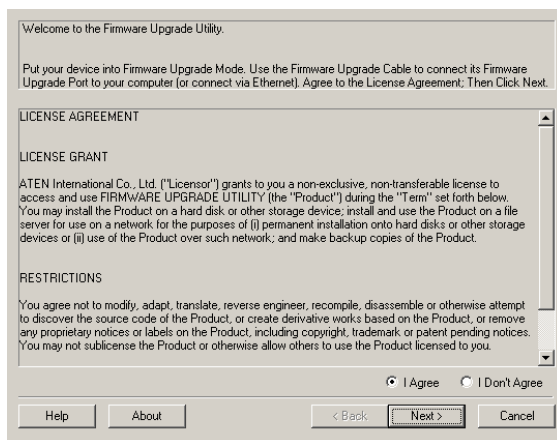 Welcome to the Firmware Upgrade Utility.
Put your device into Firmware Upgrade Mode. Use the Firmware Upgrade Cable to connect its Firmware
Upgrade Port to your computer (or connect via Ethernet). Agree to the License Agreement; Then Click Next.
LICENSE AGREEMENT
LICENSE GRANT
ATEN International Co., Ltd. ("Licensor") grants to you a non-exclusive, non-transferable license to
access and use FIRMWARE UPGRADE UTILITY (the "Product") during the "Term" set forth below.
You may install the Product on a hard disk or other storage device; install and use the Product on a file
server for use on a network for the purposes of (i) permanent installation onto hard disks or other storage
devices or (ii) use of the Product over such network; and make backup copies of the Product.
RESTRICTIONS
You agree not to modify, adapt, translate, reverse engineer, recompile, disassemble or otherwise attempt
to discover the source code of the Product, or create derivative works based on the Product, or remove
any proprietary notices or labels on the Product, including copyright, trademark or patent pending notices.
You may not sublicense the Product or otherwise allow others to use the Product licensed to you.
I Agree I Don't Agree
Help About < Back Next > Cancel